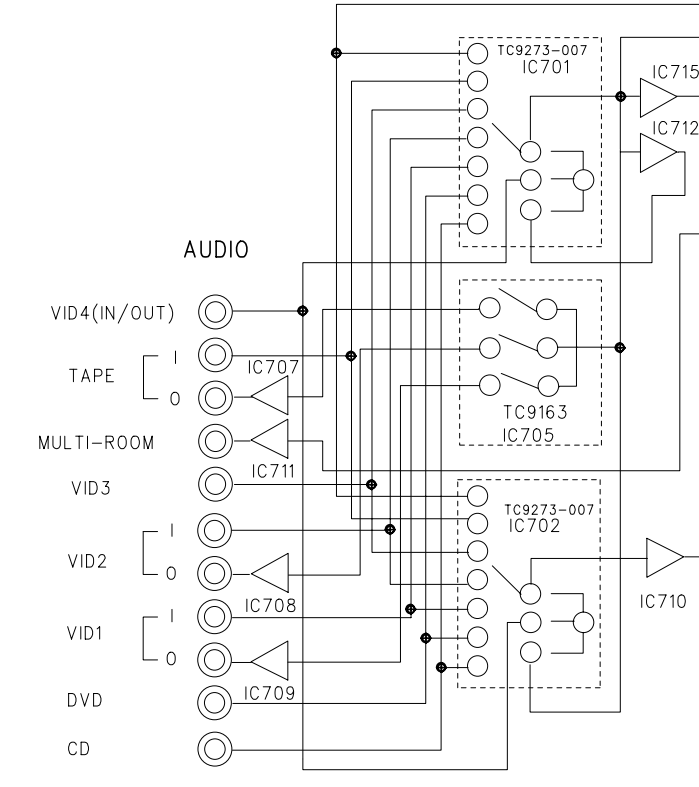 TC9273-007
IC701
IC715
IC712
AUDIO
VID4(IN/OUT)
I
IC707
TAPE
O
TC9163
IC705
MULTI-ROOM
IC711
VID3
TC9273-007
IC702
I
VID2
O
IC708
IC710
I
VID1
O
IC709
DVD
CD